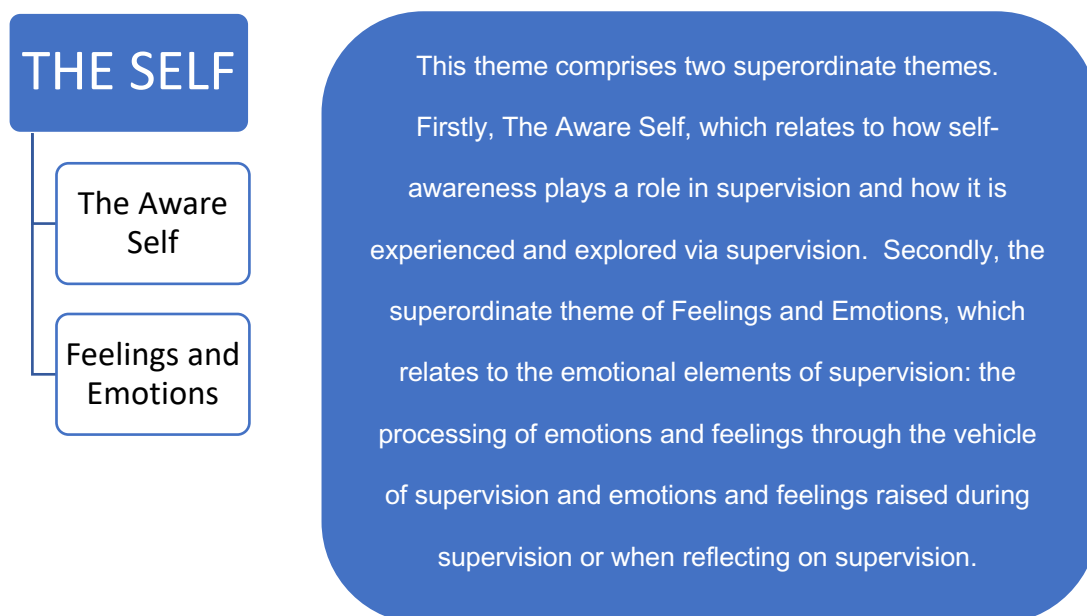 THE SELF
The Aware
Self
Feelings and
Emotions
This theme comprises two superordinate themes.
Firstly, The Aware Self, which relates to how self-
awareness plays a role in supervision and how it is
experienced and explored via supervision.  Secondly, the
superordinate theme of Feelings and Emotions, which
relates to the emotional elements of supervision: the
processing of emotions and feelings through the vehicle
of supervision and emotions and feelings raised during
supervision or when reflecting on supervision.